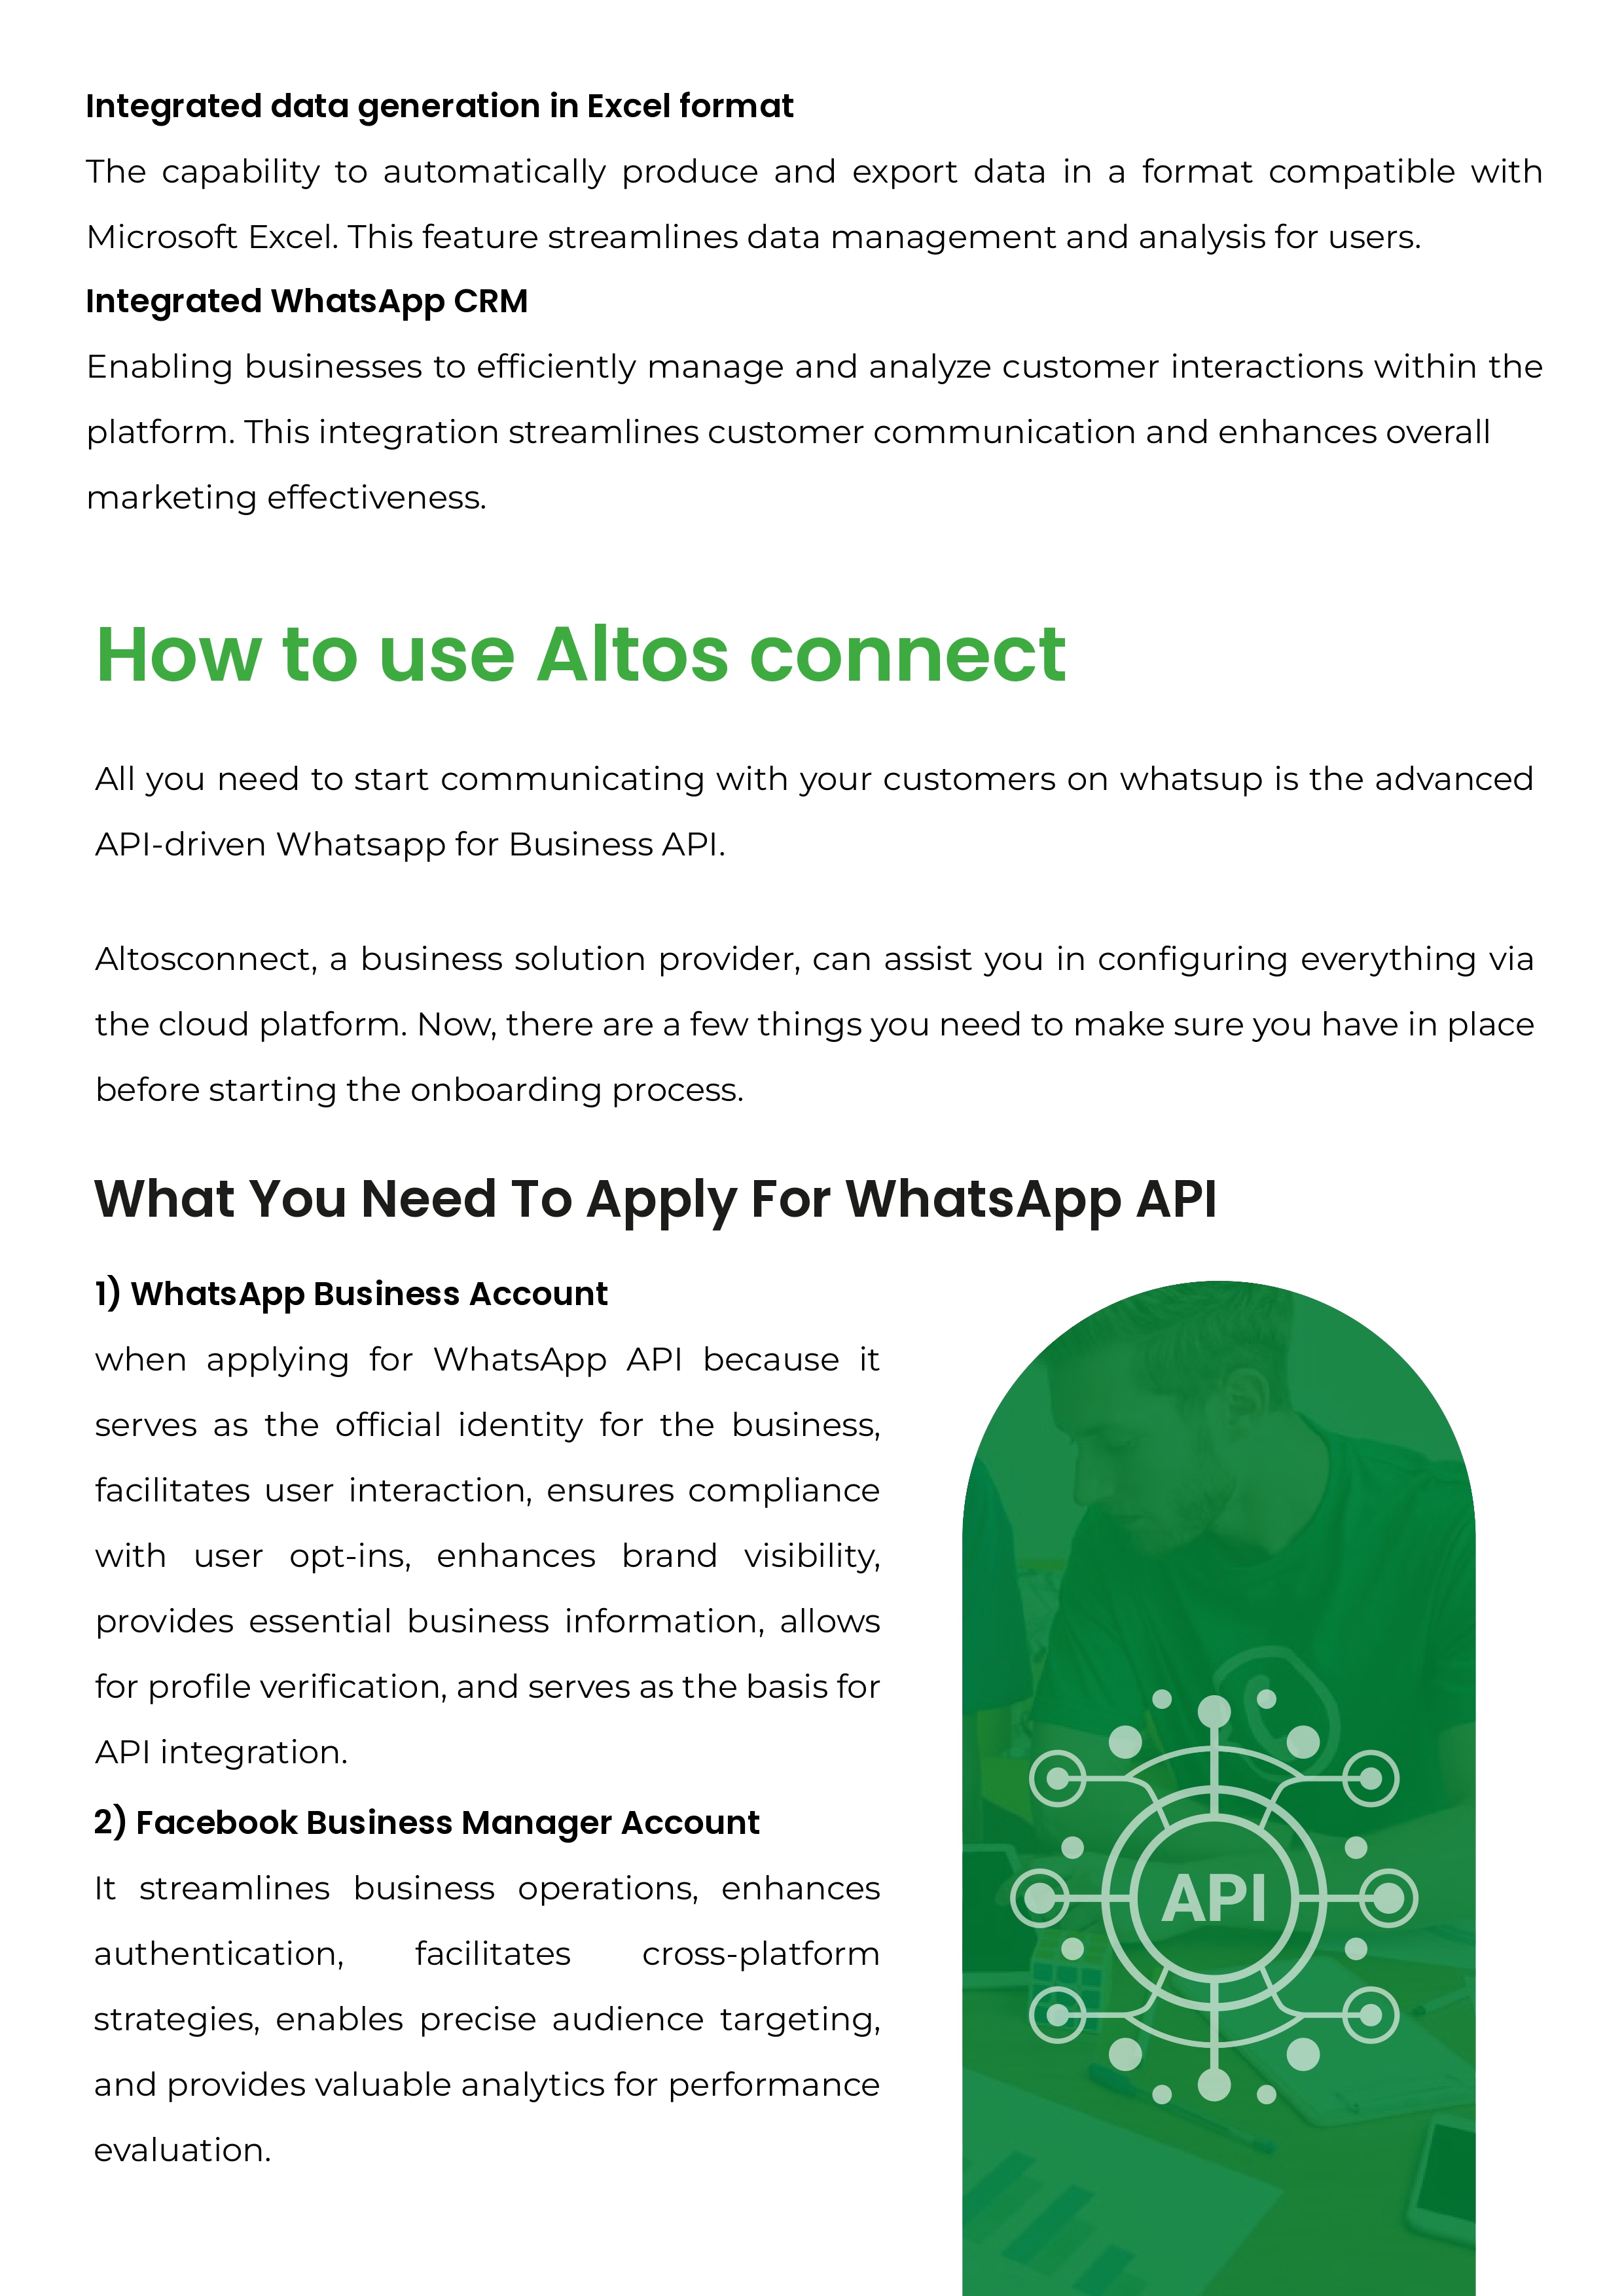 Integrated data generation in Excel format
The capability to automatically produce and export data in a format compatible with
Microsoft Excel. This feature streamlines data management and analysis for users.
Integrated WhatsApp CRM
Enabling businesses to efficiently manage and analyze customer interactions within the
platform. This integration streamlines customer communication and enhances overall
marketing effectiveness.
How to use Altos connect
All you need to start communicating with your customers on whatsup is the advanced
API-driven Whatsapp for Business API.
Altosconnect, a business solution provider, can assist you in configuring everything via
the cloud platform. Now, there are a few things you need to make sure you have in place
before starting the onboarding process.
What You Need To Apply For WhatsApp API
1) WhatsApp Business Account
when applying for WhatsApp API because it
serves as the official identity for the business,
facilitates user interaction, ensures compliance
with user opt-ins, enhances brand visibility,
provides essential business information, allows
for profile verification, and serves as the basis for
API integration.
2) Facebook Business Manager Account
It streamlines business operations, enhances
authentication, facilitates cross-platform
strategies, enables precise audience targeting,
and provides valuable analytics for performance
evaluation.
API